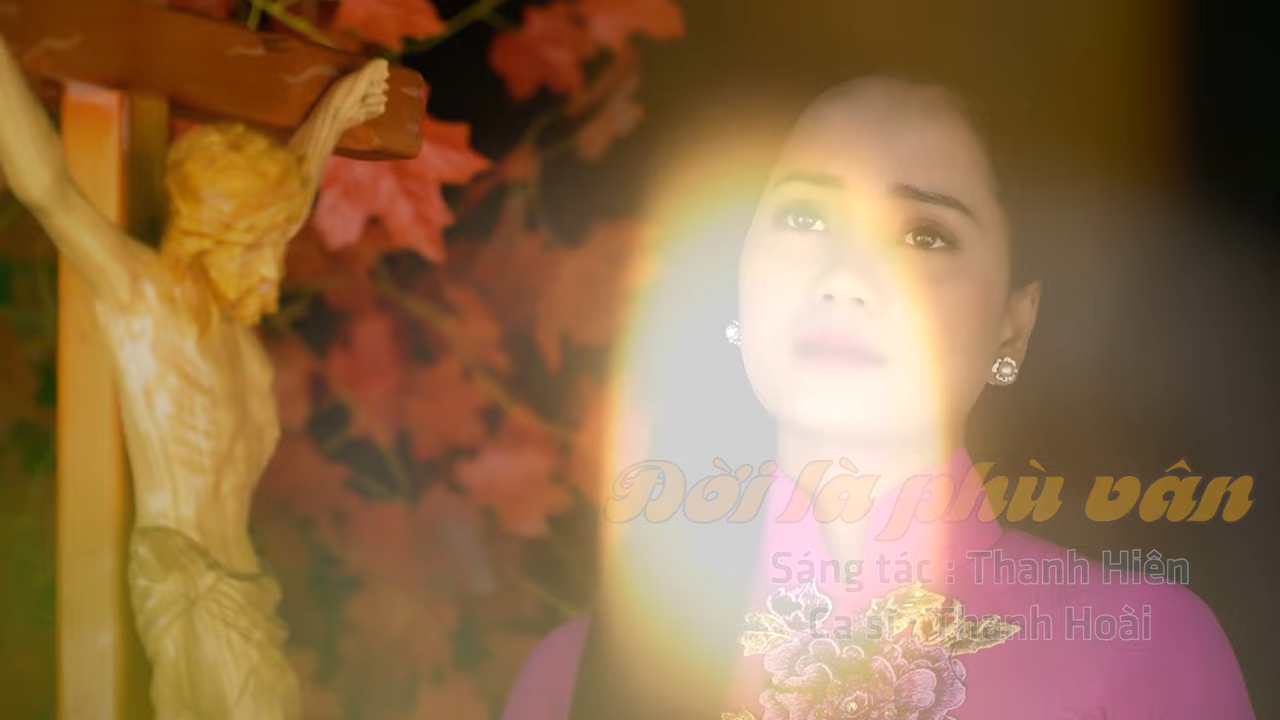 Đời là phù vân
Sáng tác : Thanh Hiên
Ca sĩ : Thanh Hoài